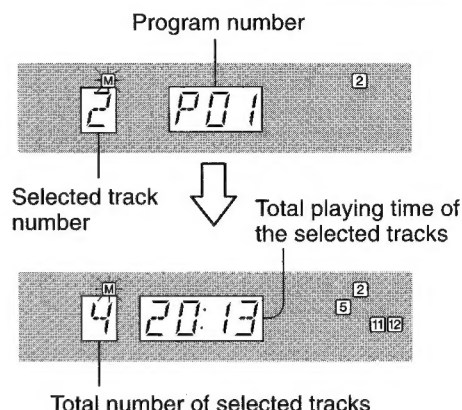 Program number
M
2 P01 2
Selected track
number
Total playing time of
the selected tracks
M
4 20:13 2
5
11 12
Total number of selected tracks